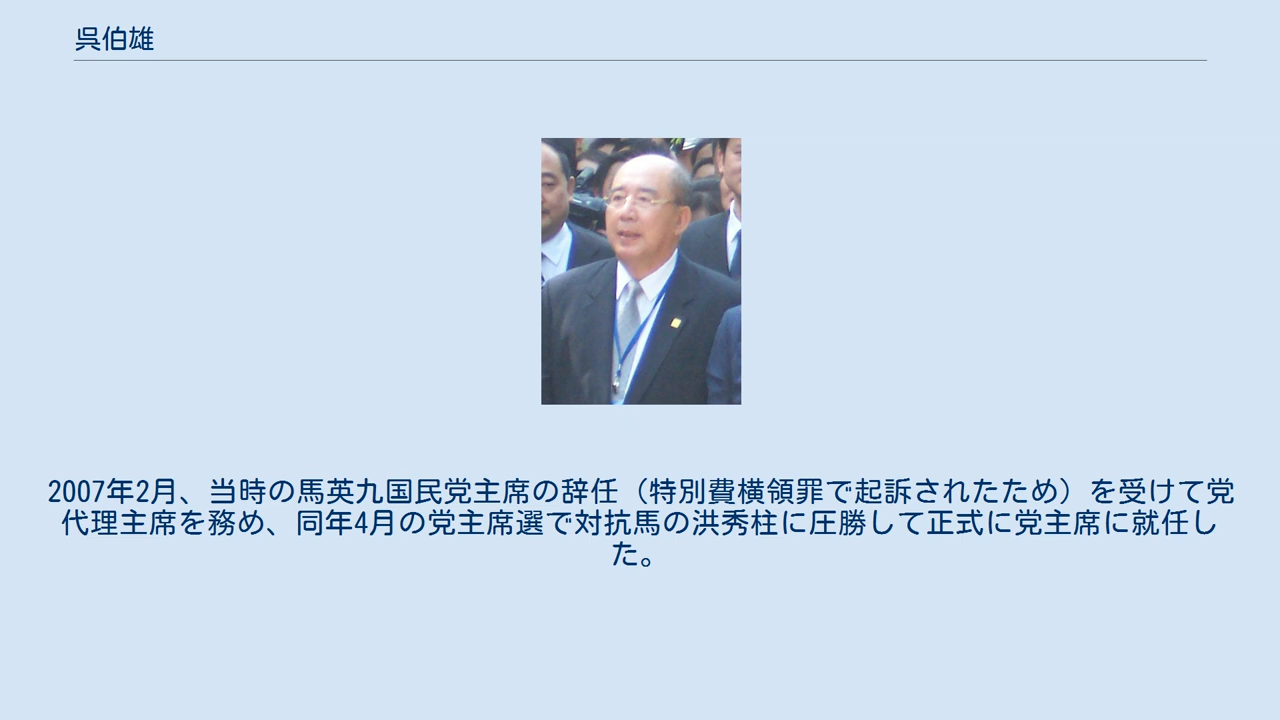 呉伯雄
2007年2月、当時の馬英九国民党主席の辞任（特別費横領罪で起訴されたため）を受けて党
代理主席を務め、同年4月の党主席選で対抗馬の洪秀柱に圧勝して正式に党主席に就任し
た。